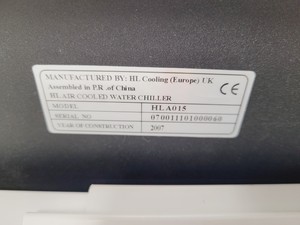 MANUFACTURED BY: HL Cooling (Europe) UK
Assembled in P.R .of China
HL AIR COOLED WATER CHILLER
MODEL HLA015
SERIAL NO 070011101000060
YEAR OF CONSTRUCTION 2007
CE